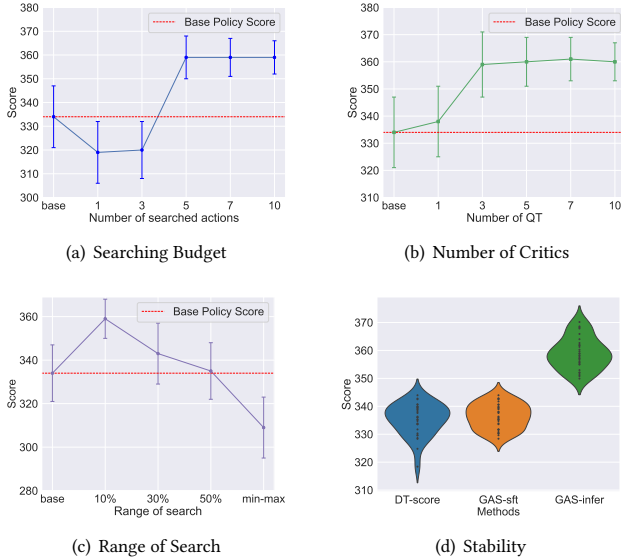 380
370
360
350
340
330
320
310
300
Score
Base Policy Score
base 1 3 5 7 10
Number of searched actions
(a) Searching Budget
380
370
360
350
340
330
320
310
Score
Base Policy Score
base 1 3 5 7 10
Number of QT
(b) Number of Critics
360
340
320
300
280
Score
Base Policy Score
base 10% 30% 50% min-max
Range of search
(c) Range of Search
370
360
350
340
330
320
310
Score
DT-score GAS-sft GAS-infer
Methods
(d) Stability